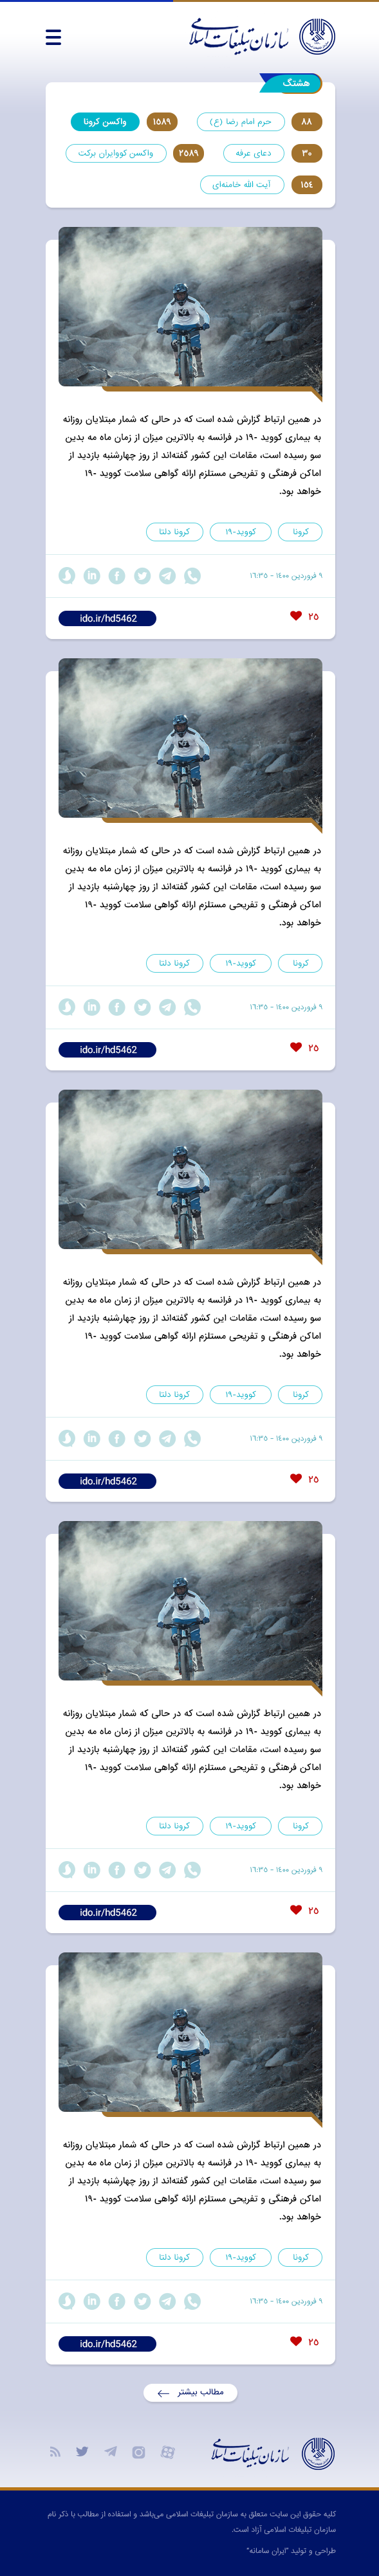 سازمان تبلیغات اسلامی
هشتگ
۸۸ حرم امام رضا (ع) ۱۵۸۹ واکسن کرونا
۳۰ دعای عرفه ۲۵۸۹ واکسن کووایران برکت
۱۵۴ آیت الله خامنه‌ای
در همین ارتباط گزارش شده است که در حالی که شمار مبتلایان روزانه
به بیماری کووید -۱۹ در فرانسه به بالاترین میزان از زمان ماه مه بدین
سو رسیده است، مقامات این کشور گفته‌اند از روز چهارشنبه بازدید از
اماکن فرهنگی و تفریحی مستلزم ارائه گواهی سلامت کووید -۱۹
خواهد بود.
کرونا کووید-۱۹ کرونا دلتا
۹ فروردین ۱۴۰۰ - ۱۶:۳۵
۲۵ ido.ir/hd5462
در همین ارتباط گزارش شده است که در حالی که شمار مبتلایان روزانه
به بیماری کووید -۱۹ در فرانسه به بالاترین میزان از زمان ماه مه بدین
سو رسیده است، مقامات این کشور گفته‌اند از روز چهارشنبه بازدید از
اماکن فرهنگی و تفریحی مستلزم ارائه گواهی سلامت کووید -۱۹
خواهد بود.
کرونا کووید-۱۹ کرونا دلتا
۹ فروردین ۱۴۰۰ - ۱۶:۳۵
۲۵ ido.ir/hd5462
در همین ارتباط گزارش شده است که در حالی که شمار مبتلایان روزانه
به بیماری کووید -۱۹ در فرانسه به بالاترین میزان از زمان ماه مه بدین
سو رسیده است، مقامات این کشور گفته‌اند از روز چهارشنبه بازدید از
اماکن فرهنگی و تفریحی مستلزم ارائه گواهی سلامت کووید -۱۹
خواهد بود.
کرونا کووید-۱۹ کرونا دلتا
۹ فروردین ۱۴۰۰ - ۱۶:۳۵
۲۵ ido.ir/hd5462
در همین ارتباط گزارش شده است که در حالی که شمار مبتلایان روزانه
به بیماری کووید -۱۹ در فرانسه به بالاترین میزان از زمان ماه مه بدین
سو رسیده است، مقامات این کشور گفته‌اند از روز چهارشنبه بازدید از
اماکن فرهنگی و تفریحی مستلزم ارائه گواهی سلامت کووید -۱۹
خواهد بود.
کرونا کووید-۱۹ کرونا دلتا
۹ فروردین ۱۴۰۰ - ۱۶:۳۵
۲۵ ido.ir/hd5462
در همین ارتباط گزارش شده است که در حالی که شمار مبتلایان روزانه
به بیماری کووید -۱۹ در فرانسه به بالاترین میزان از زمان ماه مه بدین
سو رسیده است، مقامات این کشور گفته‌اند از روز چهارشنبه بازدید از
اماکن فرهنگی و تفریحی مستلزم ارائه گواهی سلامت کووید -۱۹
خواهد بود.
کرونا کووید-۱۹ کرونا دلتا
۹ فروردین ۱۴۰۰ - ۱۶:۳۵
۲۵ ido.ir/hd5462
مطالب بیشتر
سازمان تبلیغات اسلامی
کلیه حقوق این سایت متعلق به سازمان تبلیغات اسلامی می‌باشد و استفاده از مطالب با ذکر نام
سازمان تبلیغات اسلامی آزاد است.
طراحی و تولید "ایران سامانه"